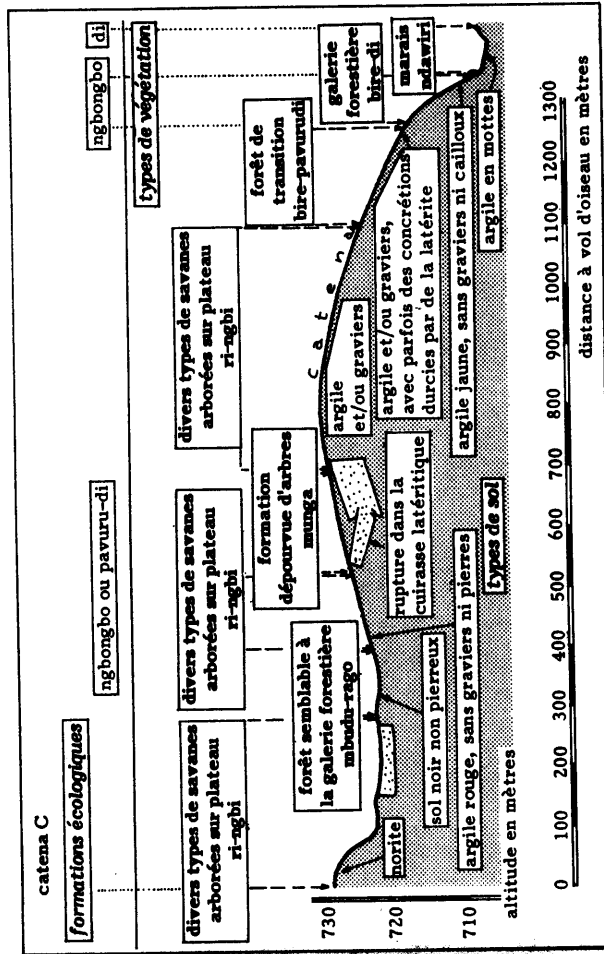 catena C
formations écologiques
ngbongbo ou pavuru-di
ngbongbo
di
types de végétation
divers types de savanes
arborées sur plateau
ri-ngbi
divers types de savanes
arborées sur plateau
ri-ngbi
divers types de savanes
arborées sur plateau
ri-ngbi
forêt semblable à
la galerie forestière
mbudu-rago
formation
dépourvue d'arbres
munga
forêt de
transition
bire-pavurudi
galerie
forestière
bire-di
marais
ndawiri
catena
730
720
710
altitude en mètres
norite
sol noir non pierreux
argile rouge, sans graviers ni pierres
rupture dans la
cuirasse latéritique
types de sol
argile
et/ou graviers
argile et/ou graviers,
avec parfois des concrétions
durcies par de la latérite
argile jaune, sans graviers ni cailloux
argile en mottes
0 100 200 300 400 500 600 700 800 900 1000 1100 1200 1300
distance à vol d'oiseau en mètres